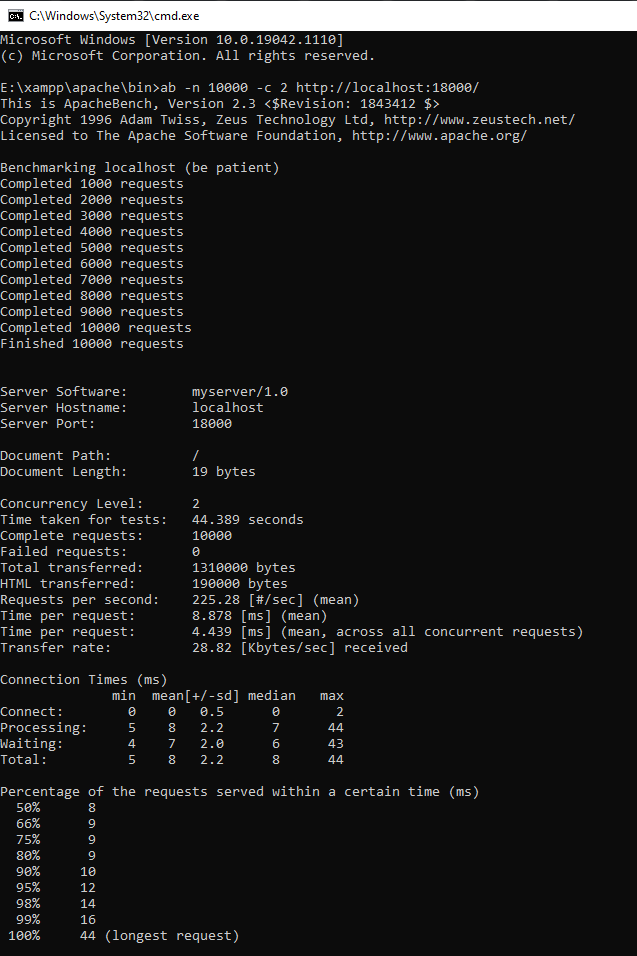 C:\Windows\System32\cmd.exe
Microsoft Windows [Version 10.0.19042.1110]
(c) Microsoft Corporation. All rights reserved.
E:\xampp\apache\bin>ab -n 10000 -c 2 http://localhost:18000/
This is ApacheBench, Version 2.3 <$Revision: 1843412 $>
Copyright 1996 Adam Twiss, Zeus Technology Ltd, http://www.zeustech.net/
Licensed to The Apache Software Foundation, http://www.apache.org/
Benchmarking localhost (be patient)
Completed 1000 requests
Completed 2000 requests
Completed 3000 requests
Completed 4000 requests
Completed 5000 requests
Completed 6000 requests
Completed 7000 requests
Completed 8000 requests
Completed 9000 requests
Completed 10000 requests
Finished 10000 requests
Server Software:        myserver/1.0
Server Hostname:        localhost
Server Port:            18000
Document Path:          /
Document Length:        19 bytes
Concurrency Level:      2
Time taken for tests:   44.389 seconds
Complete requests:      10000
Failed requests:        0
Total transferred:      1310000 bytes
HTML transferred:       190000 bytes
Requests per second:    225.28 [#/sec] (mean)
Time per request:       8.878 [ms] (mean)
Time per request:       4.439 [ms] (mean, across all concurrent requests)
Transfer rate:          28.82 [Kbytes/sec] received
Connection Times (ms)
              min  mean[+/-sd] median   max
Connect:        0    0   0.5      0       2
Processing:     5    8   2.2      7      44
Waiting:        4    7   2.0      6      43
Total:          5    8   2.2      8      44
Percentage of the requests served within a certain time (ms)
  50%      8
  66%      9
  75%      9
  80%      9
  90%     10
  95%     12
  98%     14
  99%     16
 100%     44 (longest request)